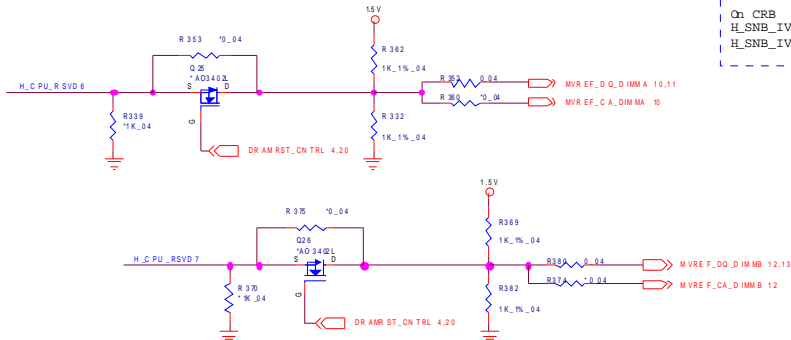 On CRB
H_SNB_IV
H_SNB_IV
1.5V
R353 *0_04
Q25
*AO3402L
S D
G
H_CPU_RSVD6
R339
*1K_04
DRAMRST_CNTRL 4,20
R362
1K_1%_04
R332
1K_1%_04
0_04
MVREF_DQ_DIMMA 10,11
R360 *0_04
MVREF_CA_DIMMA 10
1.5V
R375 *0_04
Q26
*AO3402L
S D
G
H_CPU_RSVD7
R370
*1K_04
DRAMRST_CNTRL 4,20
R369
1K_1%_04
R382
1K_1%_04
R380 0_04
MVREF_DQ_DIMMB 12,13
R374 *0_04
MVREF_CA_DIMMB 12